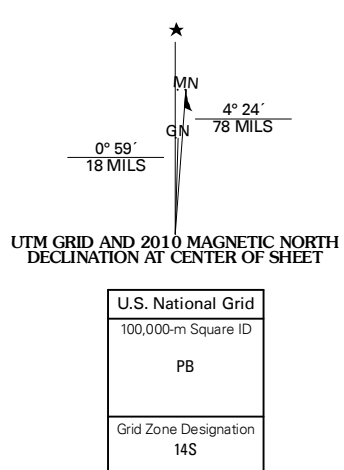 MN
4° 24´
78 MILS
GN
0° 59´
18 MILS
UTM GRID AND 2010 MAGNETIC NORTH
DECLINATION AT CENTER OF SHEET
U.S. National Grid
100,000-m Square ID
PB
Grid Zone Designation
14S